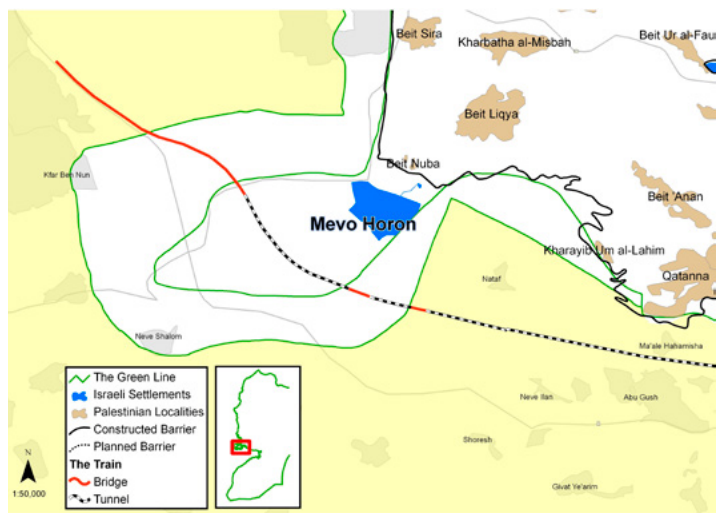 Beit Sira
Kharbatha al-Misbah
Beit Ur al-Fau
Beit Liqya
Kfar Ben Nun
Beit Nuba
Mevo Horon
Beit 'Anan
Kharayib Um al-Lahim
Qatanna
Nataf
Neve Shalom
Ma'ale Hahamisha
Neve Ilan
Abu Gush
Shoresh
Givat Ye'arim
The Green Line
Israeli Settlements
Palestinian Localities
Constructed Barrier
Planned Barrier
The Train
Bridge
Tunnel
N
1:50,000